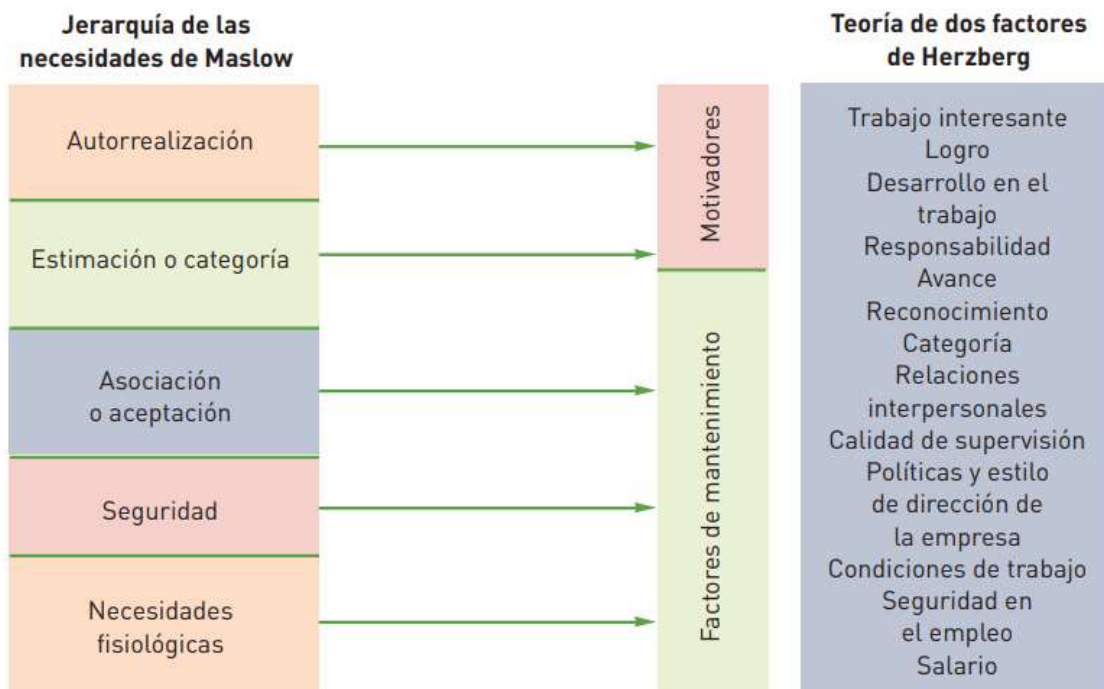 Jerarquía de las
necesidades de Maslow
Autorrealización
Estimación o categoría
Asociación
o aceptación
Seguridad
Necesidades
fisiológicas
Motivadores
Factores de mantenimiento
Teoría de dos factores
de Herzberg
Trabajo interesante
Logro
Desarrollo en el
trabajo
Responsabilidad
Avance
Reconocimiento
Categoría
Relaciones
interpersonales
Calidad de supervisión
Políticas y estilo
de dirección de
la empresa
Condiciones de trabajo
Seguridad en
el empleo
Salario